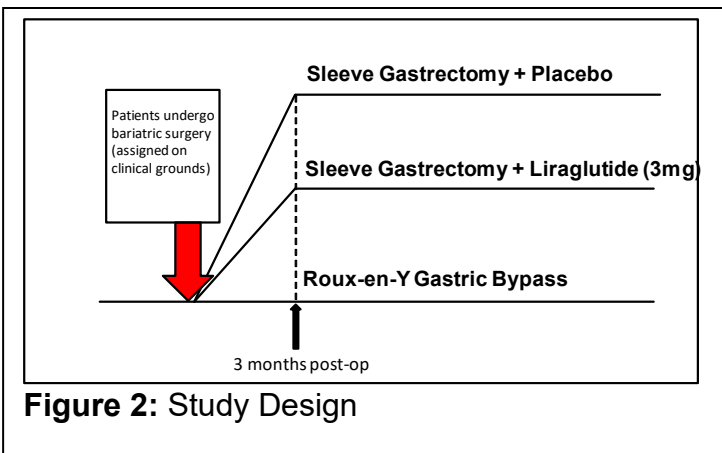 Sleeve Gastrectomy + Placebo
Patients undergo
bariatric surgery
(assigned on
clinical grounds)
Sleeve Gastrectomy + Liraglutide (3mg)
Roux-en-Y Gastric Bypass
3 months post-op
Figure 2: Study Design